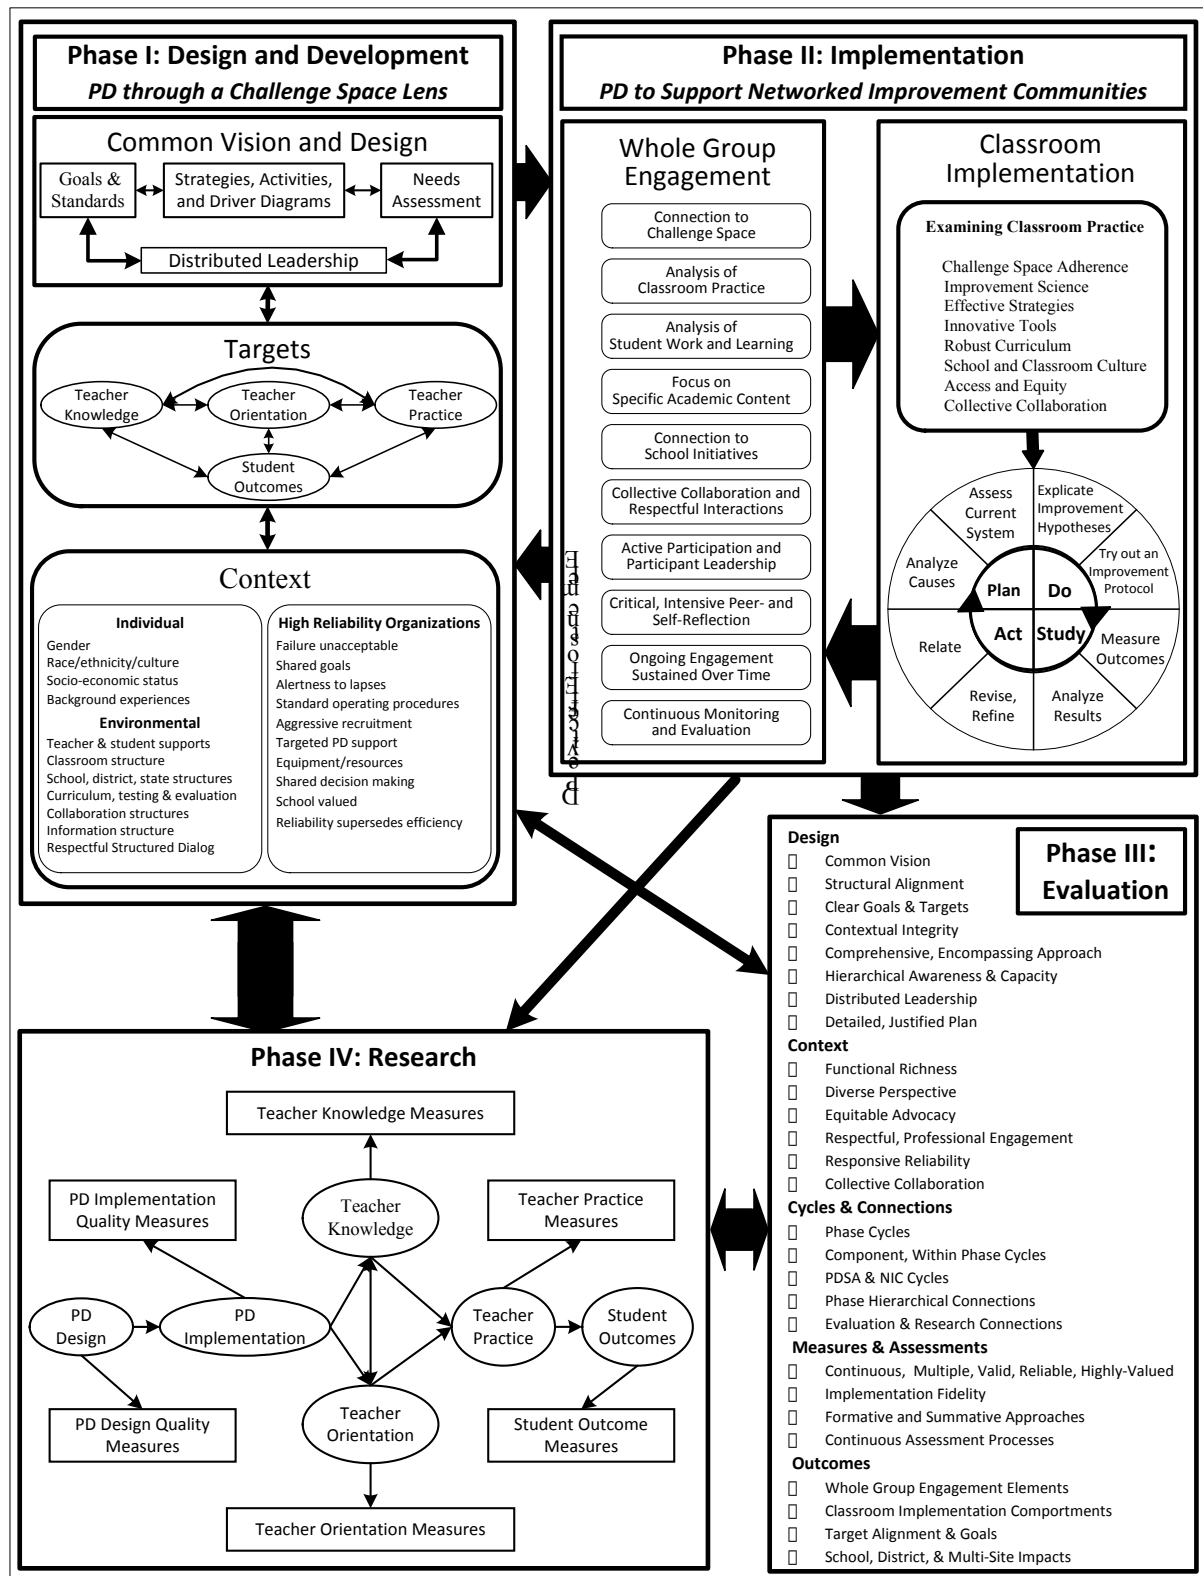 Phase I: Design and Development
PD through a Challenge Space Lens
Common Vision and Design
Goals &
Standards
Strategies, Activities,
and Driver Diagrams
Needs
Assessment
Distributed Leadership
Targets
Teacher
Knowledge
Teacher
Orientation
Teacher
Practice
Student
Outcomes
Context
Individual
Gender
Race/ethnicity/culture
Socio-economic status
Background experiences
Environmental
Teacher & student supports
Classroom structure
School, district, state structures
Curriculum, testing & evaluation
Collaboration structures
Information structure
Respectful Structured Dialog
High Reliability Organizations
Failure unacceptable
Shared goals
Alertness to lapses
Standard operating procedures
Aggressive recruitment
Targeted PD support
Equipment/resources
Shared decision making
School valued
Reliability supersedes efficiency
Phase II: Implementation
PD to Support Networked Improvement Communities
Whole Group
Engagement
Connection to
Challenge Space
Analysis of
Classroom Practice
Analysis of
Student Work and Learning
Focus on
Specific Academic Content
Connection to
School Initiatives
Collective Collaboration and
Respectful Interactions
Active Participation and
Participant Leadership
Critical, Intensive Peer- and
Self-Reflection
Ongoing Engagement
Sustained Over Time
Continuous Monitoring
and Evaluation
Classroom
Implementation
Examining Classroom Practice
Challenge Space Adherence
Improvement Science
Effective Strategies
Innovative Tools
Robust Curriculum
School and Classroom Culture
Access and Equity
Collective Collaboration
Assess
Current
System
Explicate
Improvement
Hypotheses
Analyze
Causes
Try out an
Improvement
Protocol
Plan
Do
Act
Study
Relate
Measure
Outcomes
Revise,
Refine
Analyze
Results
Phase III:
Evaluation
Design
Common Vision
Structural Alignment
Clear Goals & Targets
Contextual Integrity
Comprehensive, Encompassing Approach
Hierarchical Awareness & Capacity
Distributed Leadership
Detailed, Justified Plan
Context
Functional Richness
Diverse Perspective
Equitable Advocacy
Respectful, Professional Engagement
Responsive Reliability
Collective Collaboration
Cycles & Connections
Phase Cycles
Component, Within Phase Cycles
PDSA & NIC Cycles
Phase Hierarchical Connections
Evaluation & Research Connections
Measures & Assessments
Continuous, Multiple, Valid, Reliable, Highly-Valued
Implementation Fidelity
Formative and Summative Approaches
Continuous Assessment Processes
Outcomes
Whole Group Engagement Elements
Classroom Implementation Comportments
Target Alignment & Goals
School, District, & Multi-Site Impacts
Phase IV: Research
Teacher Knowledge Measures
PD Implementation
Quality Measures
Teacher
Knowledge
Teacher Practice
Measures
PD
Design
PD
Implementation
Teacher
Practice
Student
Outcomes
PD Design Quality
Measures
Teacher
Orientation
Student Outcome
Measures
Teacher Orientation Measures